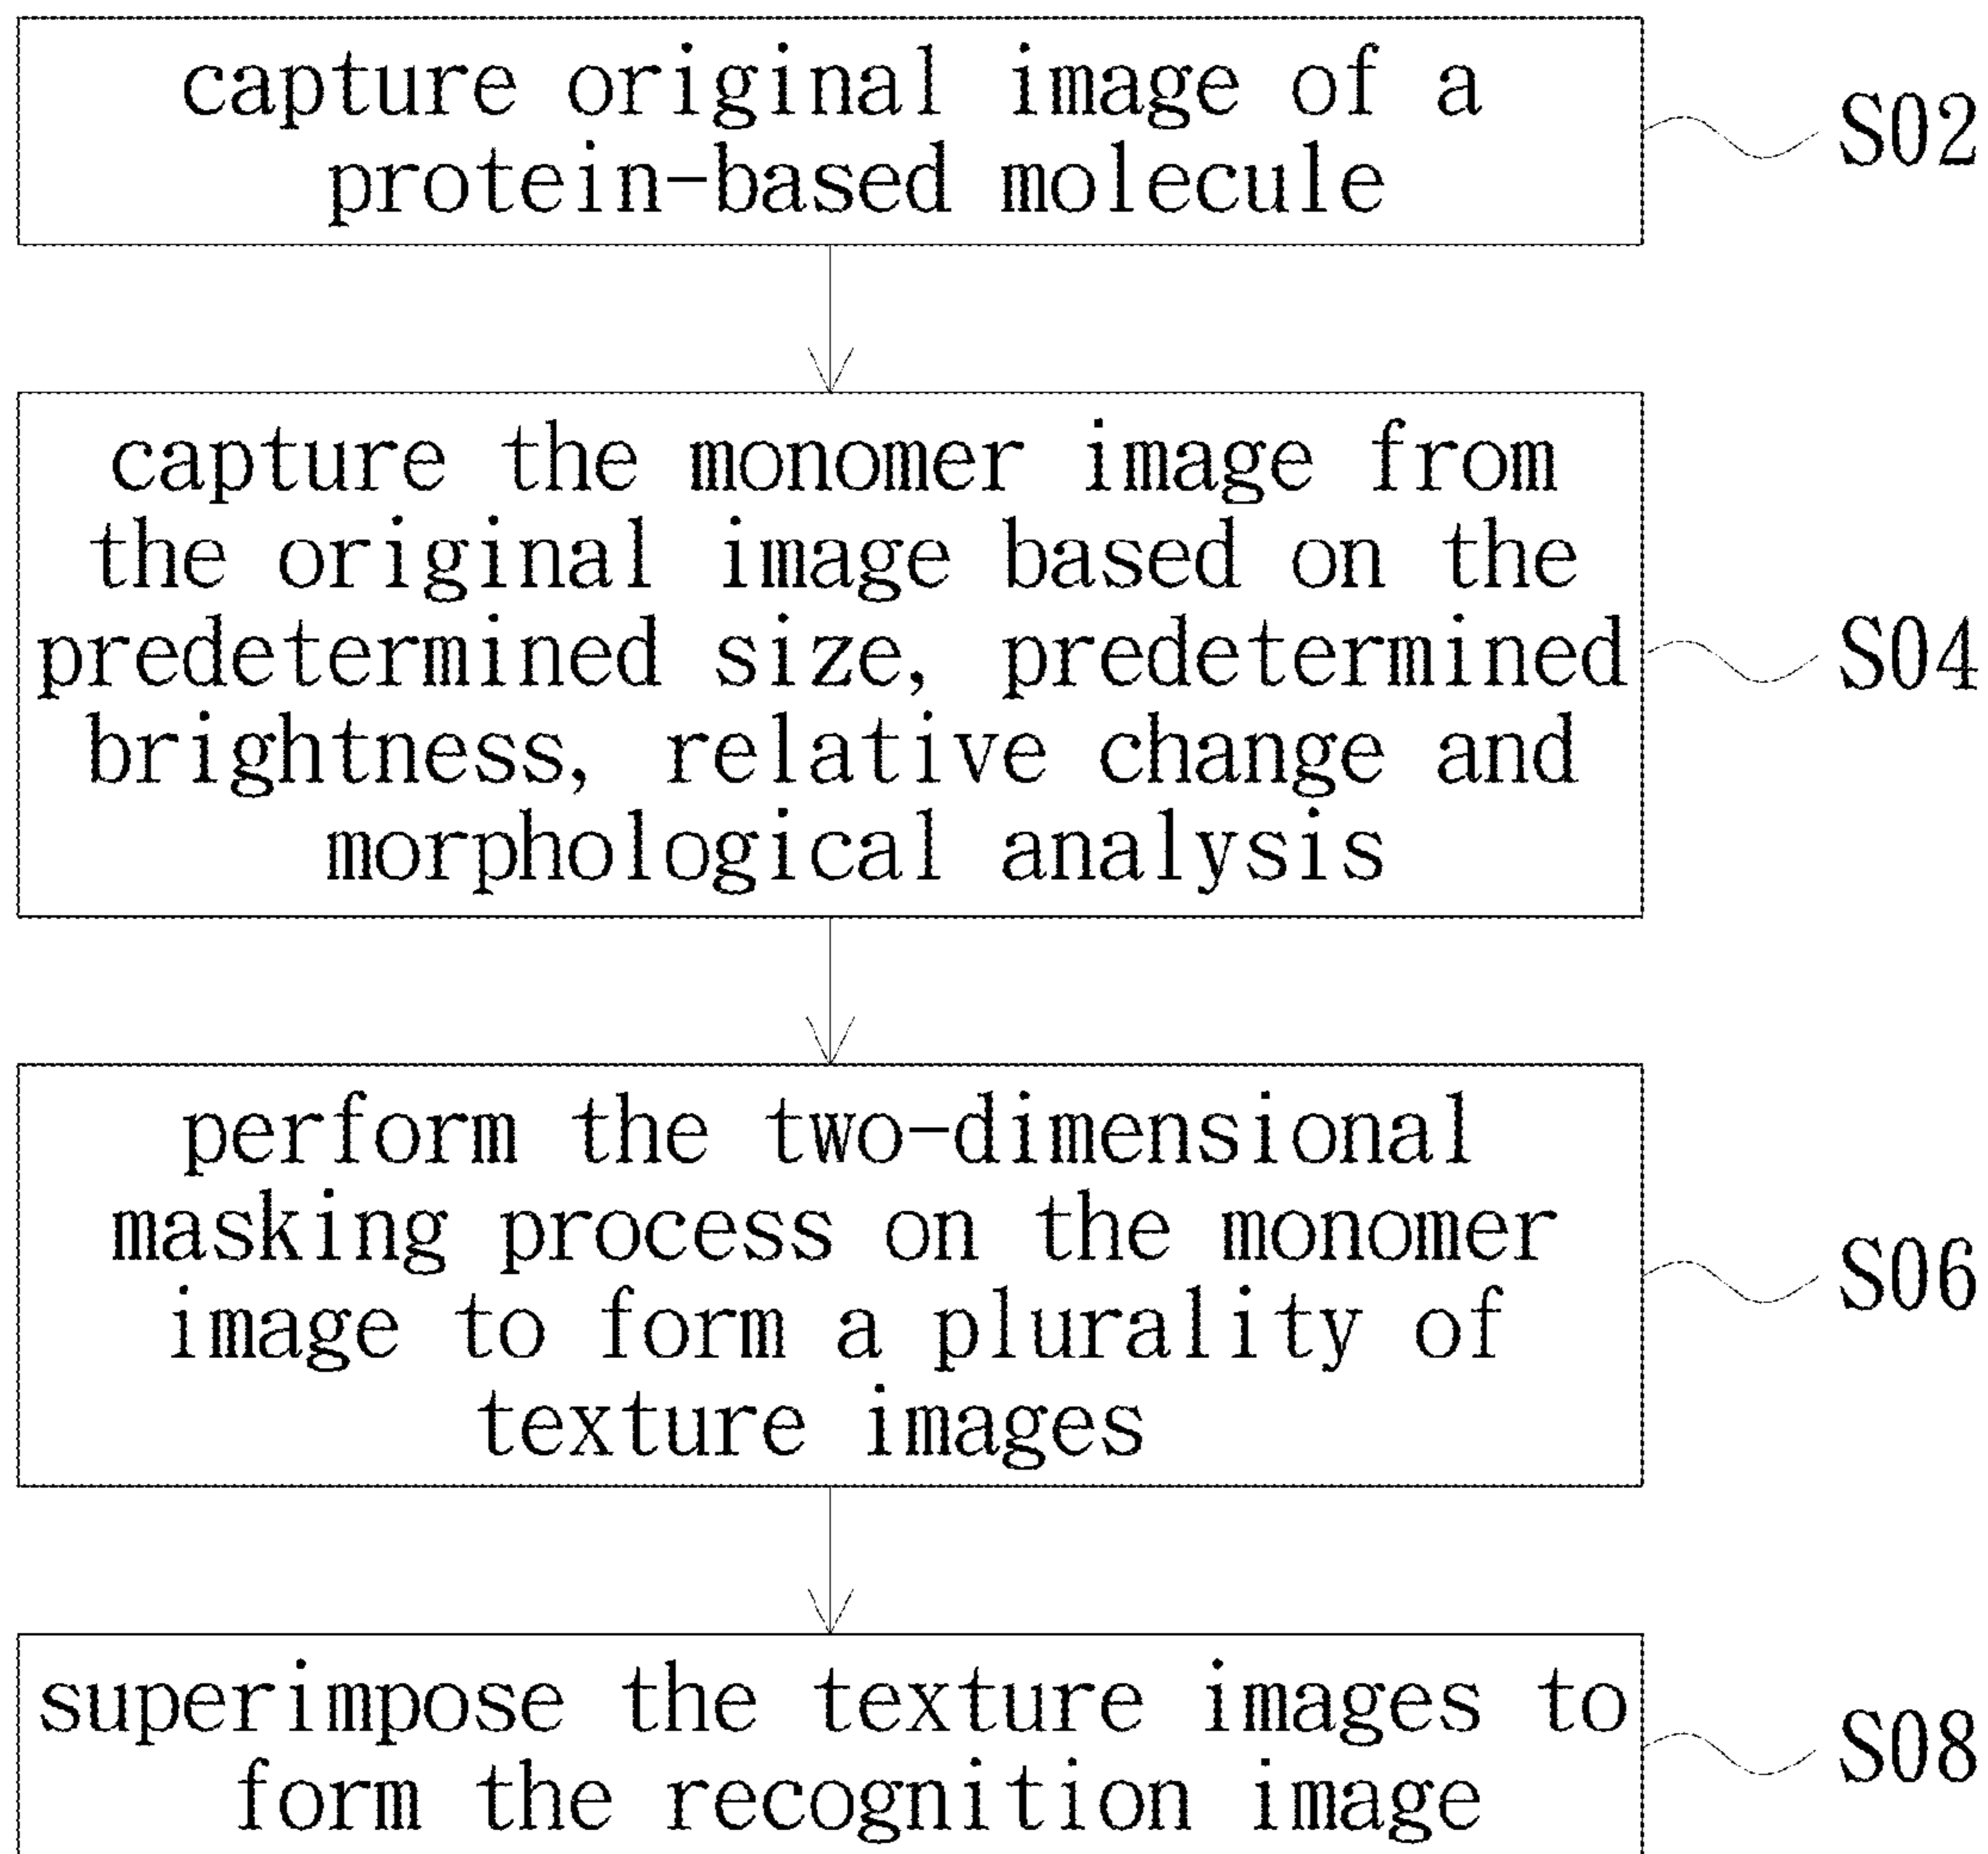 capture original image of a
protein-based molecule
S02
capture the monomer image from
the original image based on the
predetermined size, predetermined
brightness, relative change and
morphological analysis
S04
perform the two-dimensional
masking process on the monomer
image to form a plurality of
texture images
S06
superimpose the texture images to
form the recognition image
S08